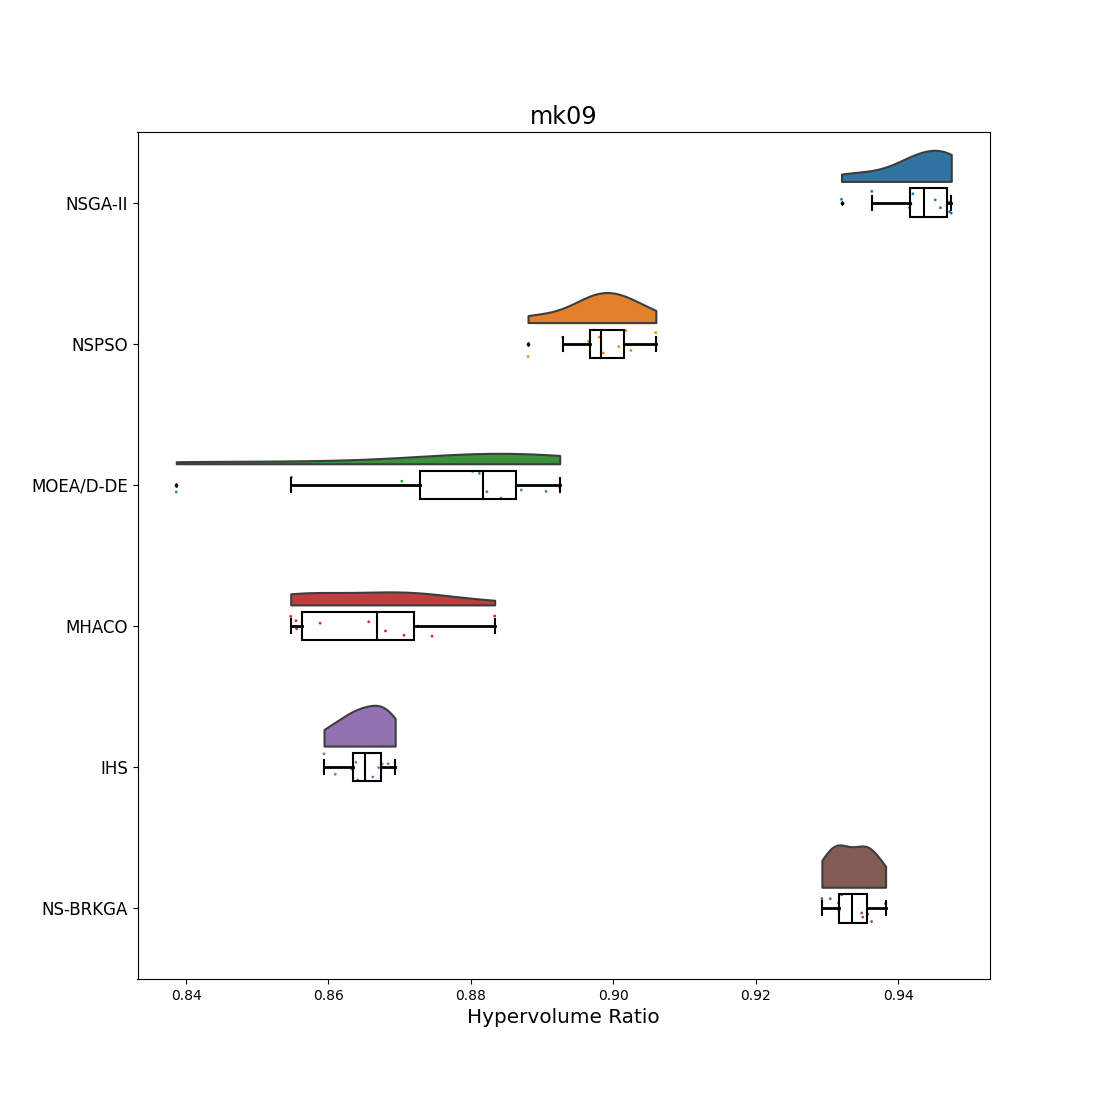 mk09
NSGA-II
NSPSO
MOEA/D-DE
MHACO
IHS
NS-BRKGA
0.84 0.86 0.88 0.90 0.92 0.94
Hypervolume Ratio